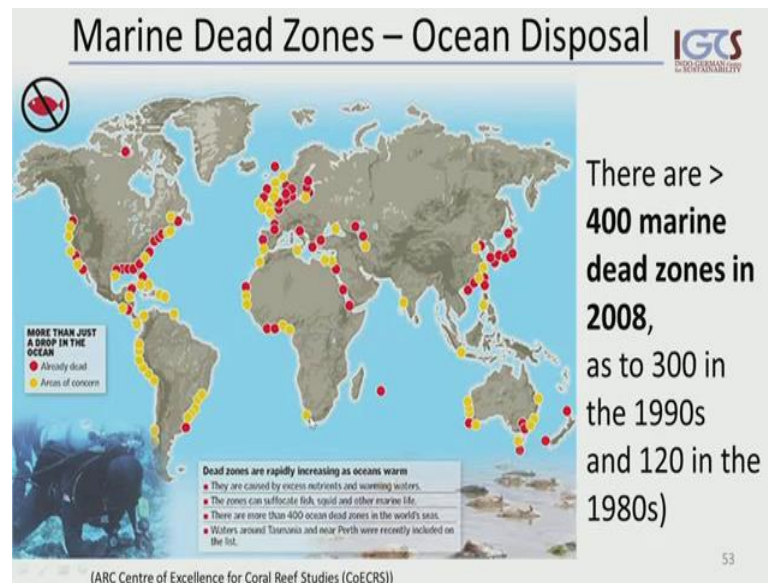 Marine Dead Zones – Ocean Disposal
IGCS
INDO-GERMAN Centre
for SUSTAINABILITY
There are >
400 marine
dead zones in
2008,
as to 300 in
the 1990s
and 120 in the
1980s)
MORE THAN JUST
A DROP IN THE
OCEAN
Already dead
Areas of concern
Dead zones are rapidly increasing as oceans warm
They are caused by excess nutrients and warming waters.
The zones can suffocate fish, squid and other marine life.
There are more than 400 ocean dead zones in the world's seas.
Waters around Tasmania and near Perth were recently included on
the list.
53
(ARC Centre of Excellence for Coral Reef Studies (CoECRS))